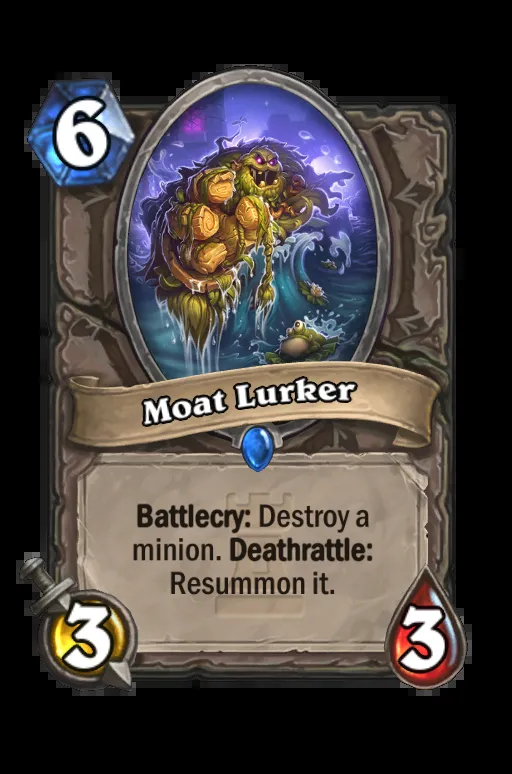 6
Moat Lurker
Battlecry: Destroy a
minion. Deathrattle:
Resummon it.
3
3